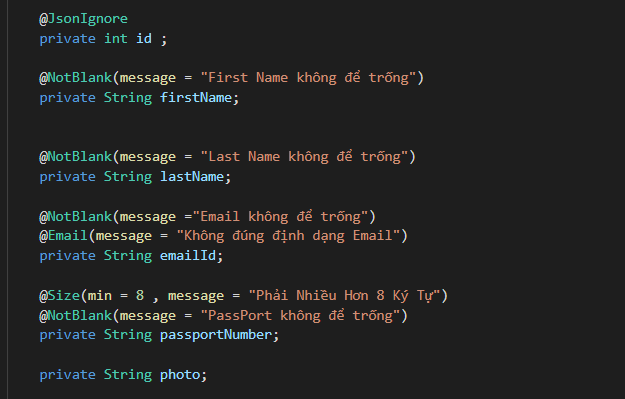 @JsonIgnore
private int id ;
@NotBlank(message = "First Name không để trống")
private String firstName;
@NotBlank(message = "Last Name không để trống")
private String lastName;
@NotBlank(message ="Email không để trống")
@Email(message = "Không đúng định dạng Email")
private String emailId;
@Size(min = 8 , message = "Phải Nhiều Hơn 8 Ký Tự")
@NotBlank(message = "PassPort không để trống")
private String passportNumber;
private String photo;